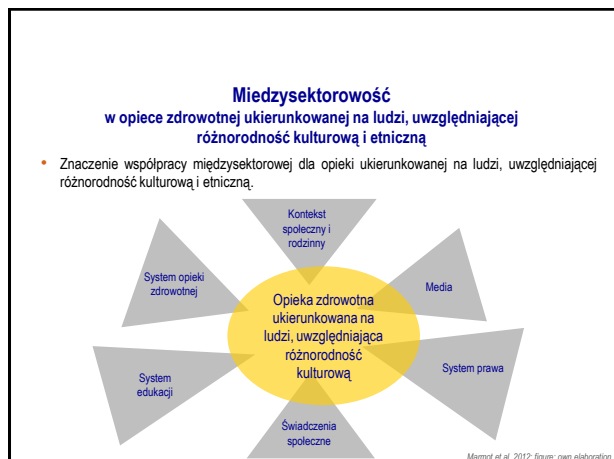 Miedzysektorowość
w opiece zdrowotnej ukierunkowanej na ludzi, uwzględniającej
różnorodność kulturową i etniczną
• Znaczenie współpracy międzysektorowej dla opieki ukierunkowanej na ludzi, uwzględniającej
różnorodność kulturową i etniczną.
Kontekst
społeczny i
rodzinny
System opieki
zdrowotnej
Media
Opieka zdrowotna
ukierunkowana na
ludzi, uwzględniająca
różnorodność
kulturową
System
edukacji
System prawa
Świadczenia
społeczne
Marmot et al. 2012; figure: own elaboration